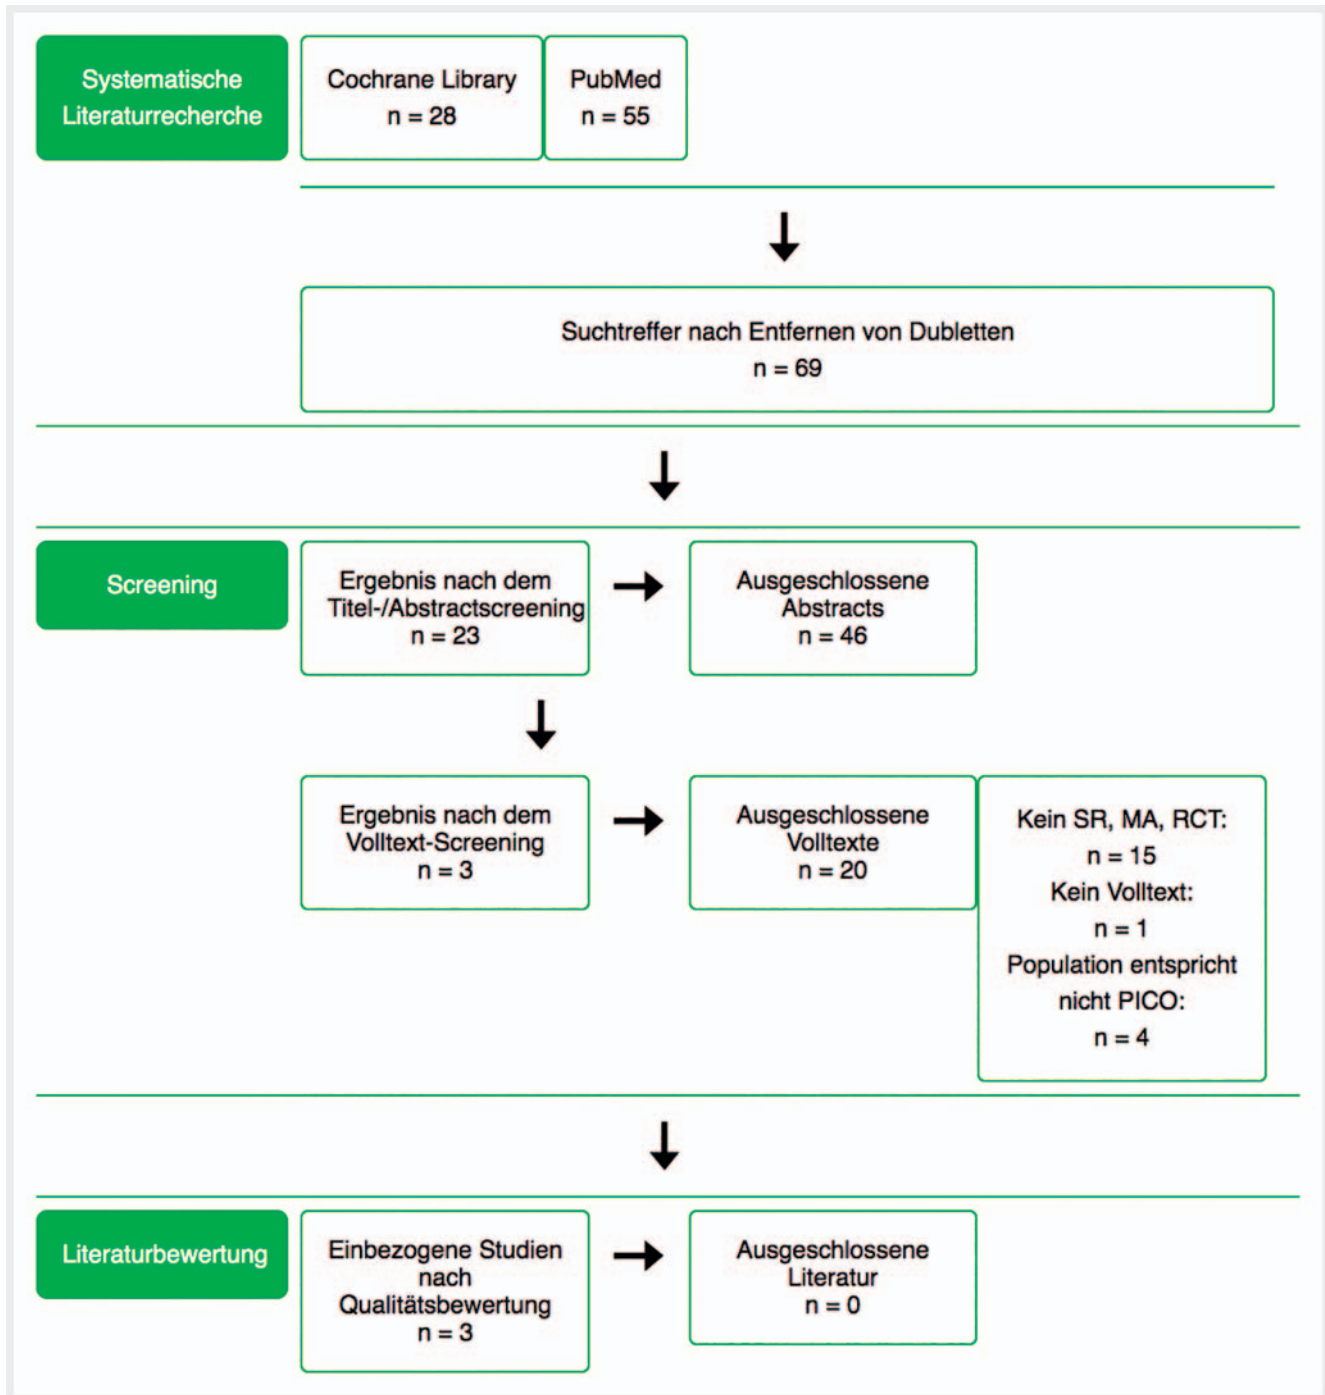 Systematische
Literaturrecherche
Cochrane Library
n = 28
PubMed
n = 55
Suchtreffer nach Entfernen von Dubletten
n = 69
Screening
Ergebnis nach dem
Titel-/Abstractscreening
n = 23
Ausgeschlossene
Abstracts
n = 46
Ergebnis nach dem
Volltext-Screening
n = 3
Ausgeschlossene
Volltexte
n = 20
Kein SR, MA, RCT:
n = 15
Kein Volltext:
n = 1
Population entspricht
nicht PICO:
n = 4
Literaturbewertung
Einbezogene Studien
nach
Qualitätsbewertung
n = 3
Ausgeschlossene
Literatur
n = 0